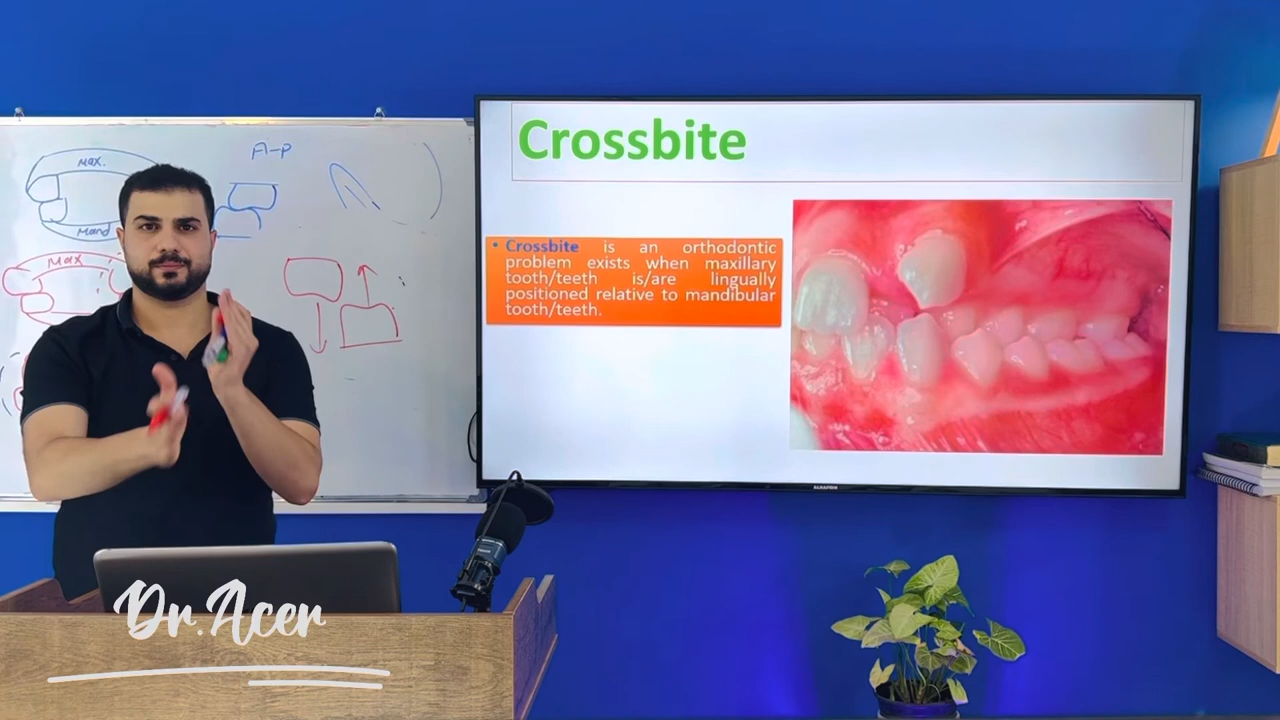 Max.
Mand
A-P
Max
Crossbite
• Crossbite is an orthodontic
problem exists when maxillary
tooth/teeth is/are lingually
positioned relative to mandibular
tooth/teeth.
Dr.Acer